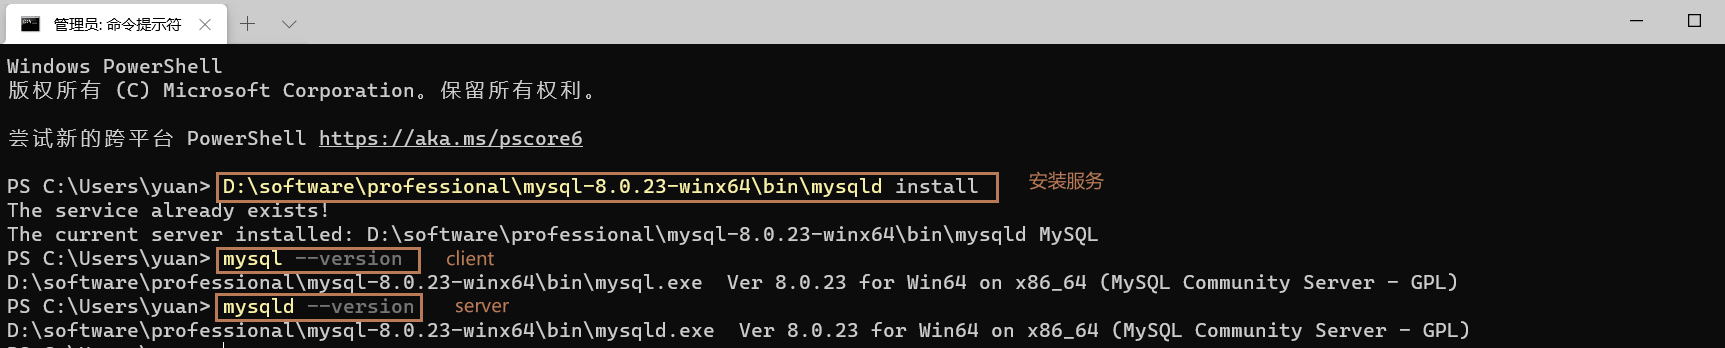 管理员: 命令提示符
Windows PowerShell
版权所有 (C) Microsoft Corporation。保留所有权利。
尝试新的跨平台 PowerShell https://aka.ms/pscore6
PS C:\Users\yuan> D:\software\professional\mysql-8.0.23-winx64\bin\mysqld install 安装服务
The service already exists!
The current server installed: D:\software\professional\mysql-8.0.23-winx64\bin\mysqld MySQL
PS C:\Users\yuan> mysql --version client
D:\software\professional\mysql-8.0.23-winx64\bin\mysql.exe  Ver 8.0.23 for Win64 on x86_64 (MySQL Community Server - GPL)
PS C:\Users\yuan> mysqld --version server
D:\software\professional\mysql-8.0.23-winx64\bin\mysqld.exe  Ver 8.0.23 for Win64 on x86_64 (MySQL Community Server - GPL)